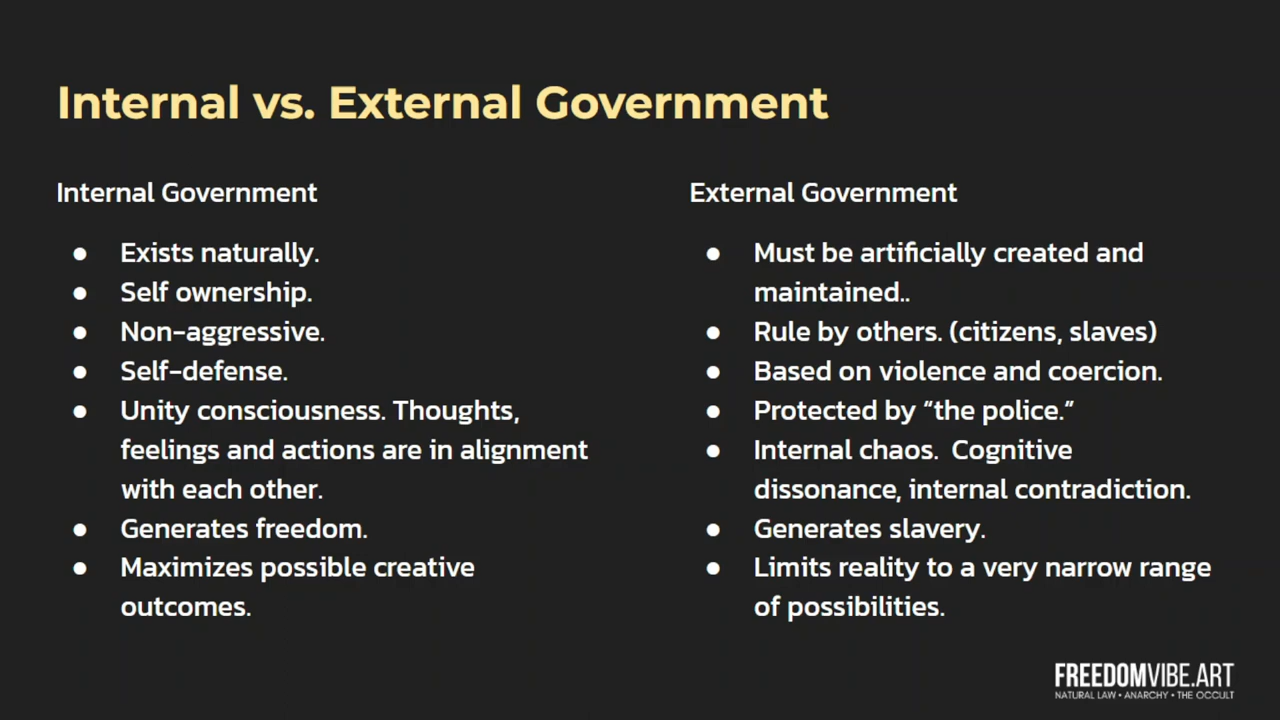 Internal vs. External Government
Internal Government
● Exists naturally.
● Self ownership.
● Non-aggressive.
● Self-defense.
● Unity consciousness. Thoughts,
feelings and actions are in alignment
with each other.
● Generates freedom.
● Maximizes possible creative
outcomes.
External Government
● Must be artificially created and
maintained..
● Rule by others. (citizens, slaves)
● Based on violence and coercion.
● Protected by “the police.”
● Internal chaos.  Cognitive
dissonance, internal contradiction.
● Generates slavery.
● Limits reality to a very narrow range
of possibilities.
FREEDOMVIBE.ART
NATURAL LAW • ANARCHY • THE OCCULT